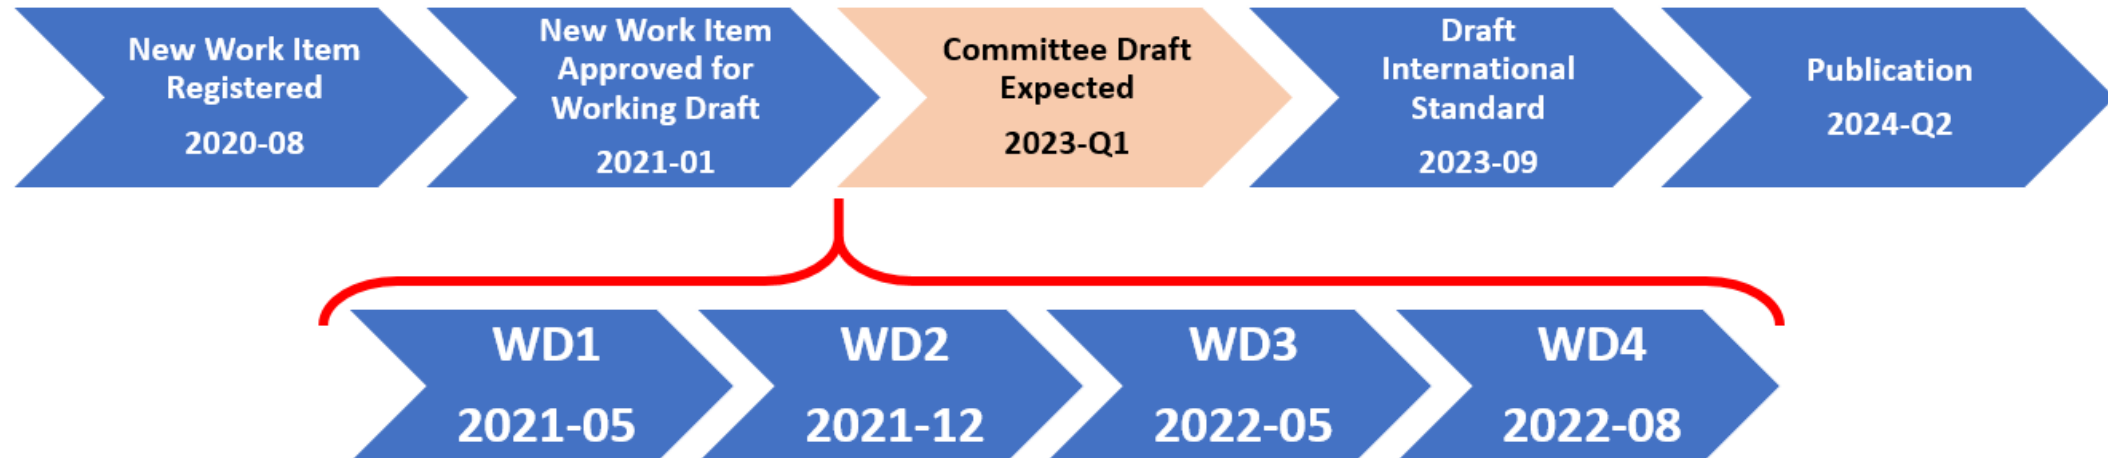 New Work Item
Registered
2020-08
New Work Item
Approved for
Working Draft
2021-01
Committee Draft
Expected
2023-Q1
Draft
International
Standard
2023-09
Publication
2024-Q2
WD1
2021-05
WD2
2021-12
WD3
2022-05
WD4
2022-08